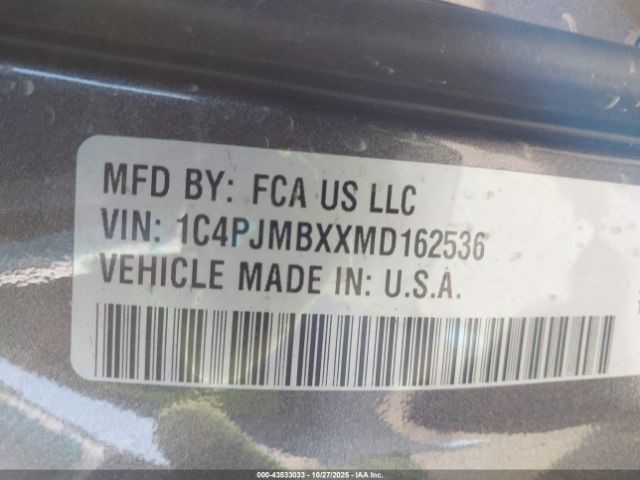 MFD BY: FCA US LLC
VIN: 1C4PJMBXXMD162536
VEHICLE MADE IN: U.S.A.
000-43533033 - 10/27/2025 - IAA Inc.